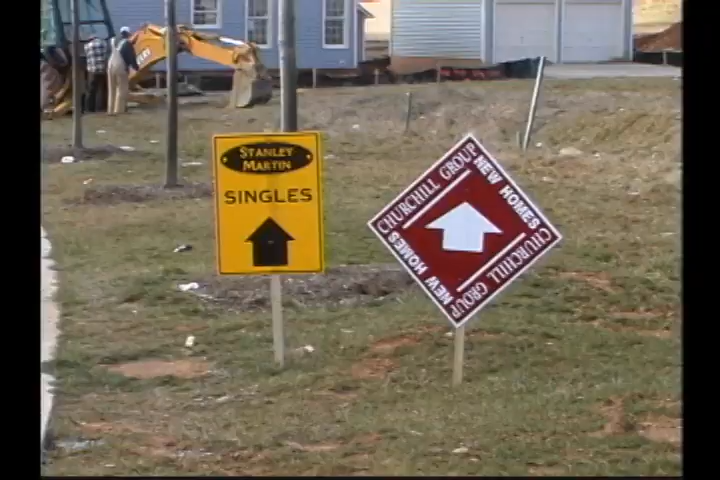 STANLEY
MARTIN
SINGLES
CHURCHILL GROUP
NEW HOMES
NEW HOMES
CHURCHILL GROUP